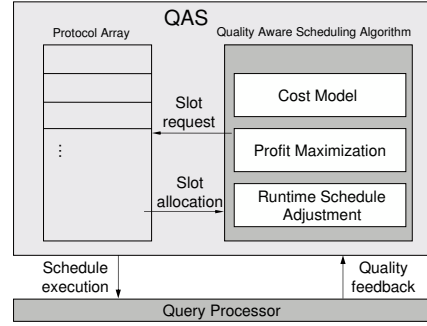 QAS
Protocol Array
Quality Aware Scheduling Algorithm
Cost Model
Slot
request
Profit Maximization
⋮
Slot
allocation
Runtime Schedule
Adjustment
Schedule
execution
Quality
feedback
Query Processor